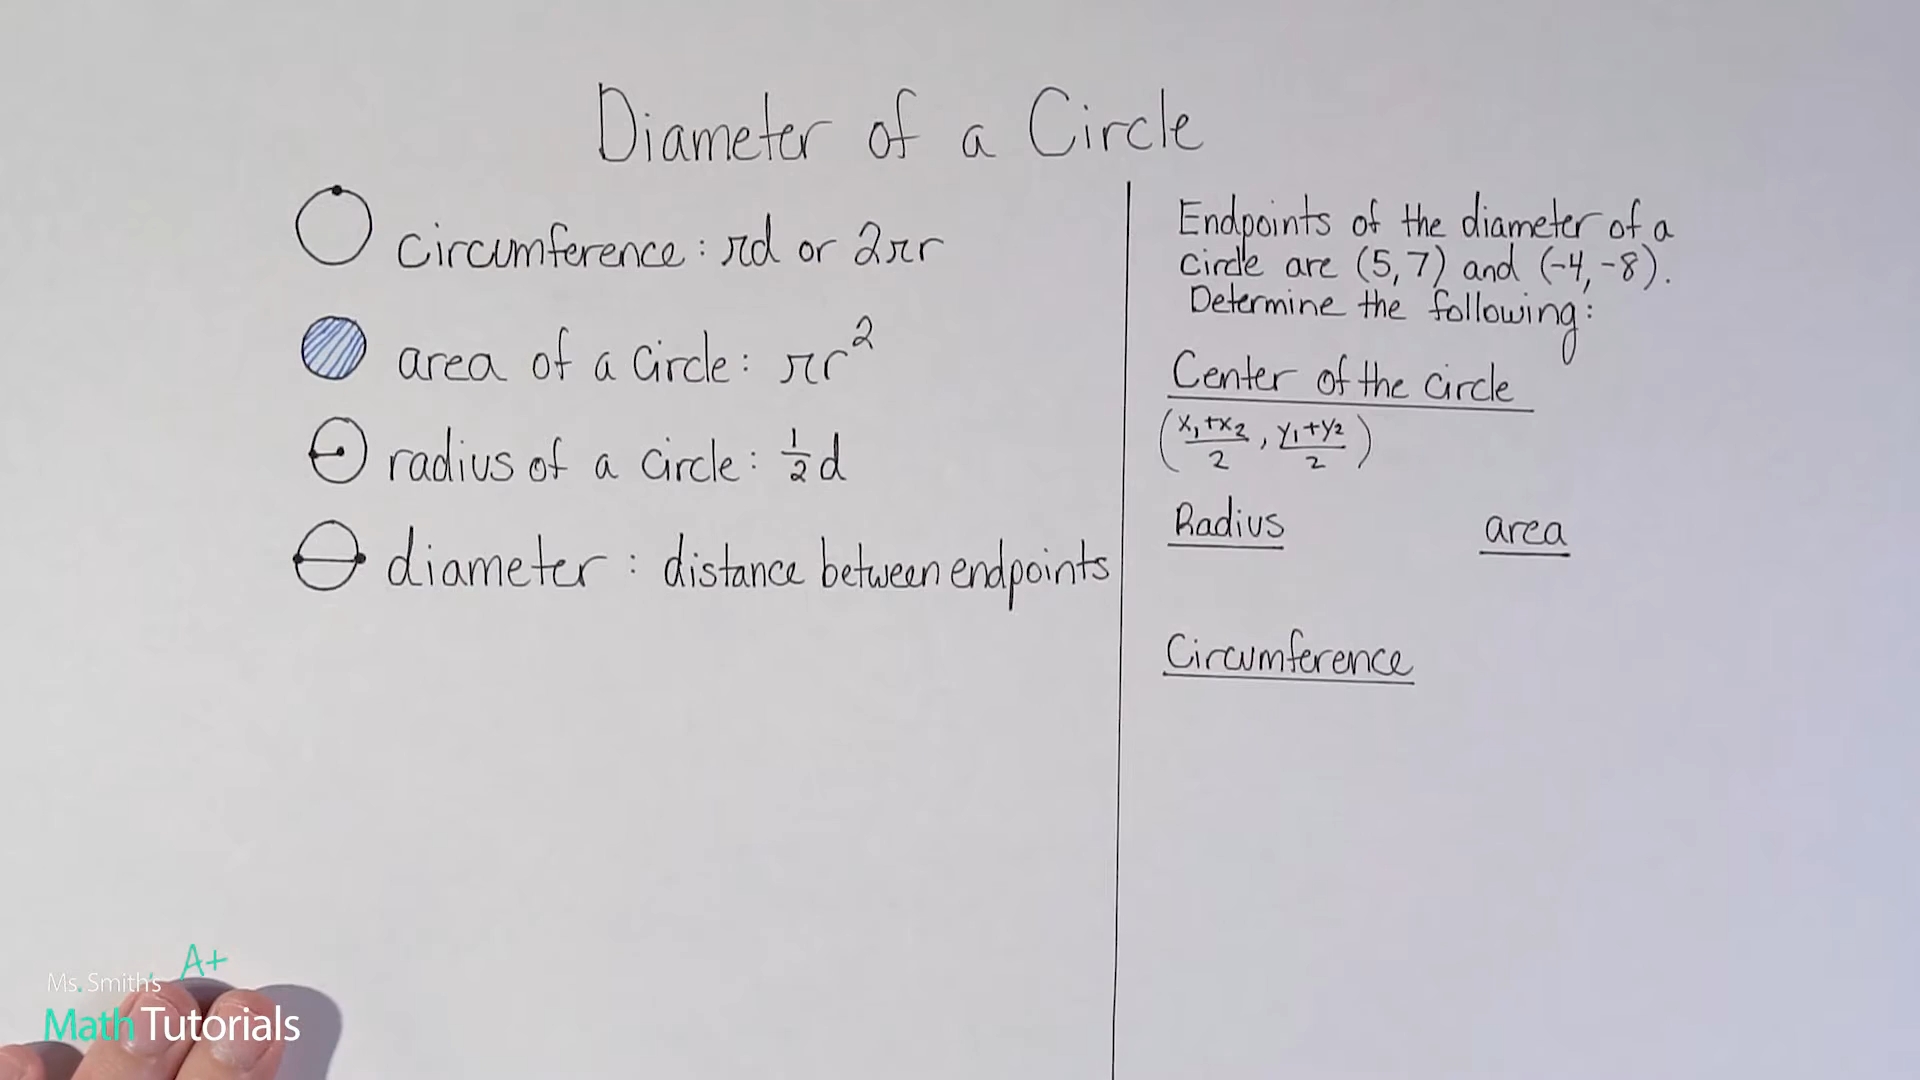 Diameter of a Circle
circumference: πd or 2πr
area of a circle: πr²
radius of a circle: 1/2 d
diameter: distance between endpoints
Endpoints of the diameter of a
circle are (5,7) and (-4,-8).
Determine the following:
Center of the circle
(x₁+x₂/2, y₁+y₂/2)
Radius
area
Circumference
A+
Ms. Smith's
Math Tutorials